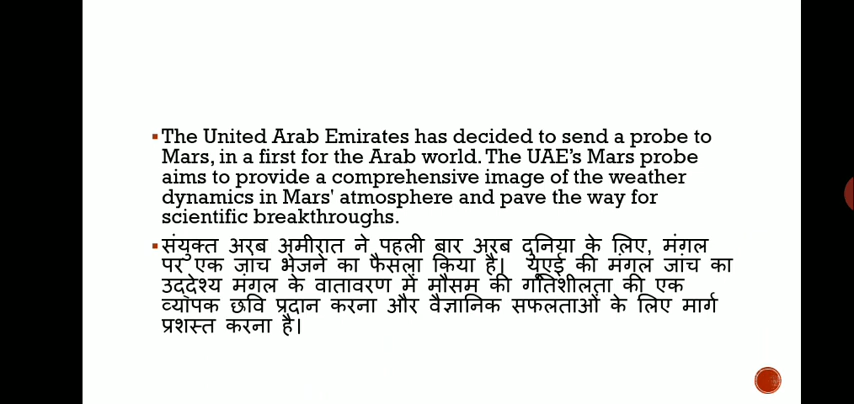 The United Arab Emirates has decided to send a probe to
Mars, in a first for the Arab world. The UAE's Mars probe
aims to provide a comprehensive image of the weather
dynamics in Mars' atmosphere and pave the way for
scientific breakthroughs.
संयुक्त अरब अमीरात ने पहली बार अरब दुनिया के लिए, मंगल
पर एक जांच भेजने का फैसला किया है। यूएई की मंगल जांच का
उद्देश्य मंगल के वातावरण में मौसम की गतिशीलता की एक
व्यापक छवि प्रदान करना और वैज्ञानिक सफलताओं के लिए मार्ग
प्रशस्त करना है।